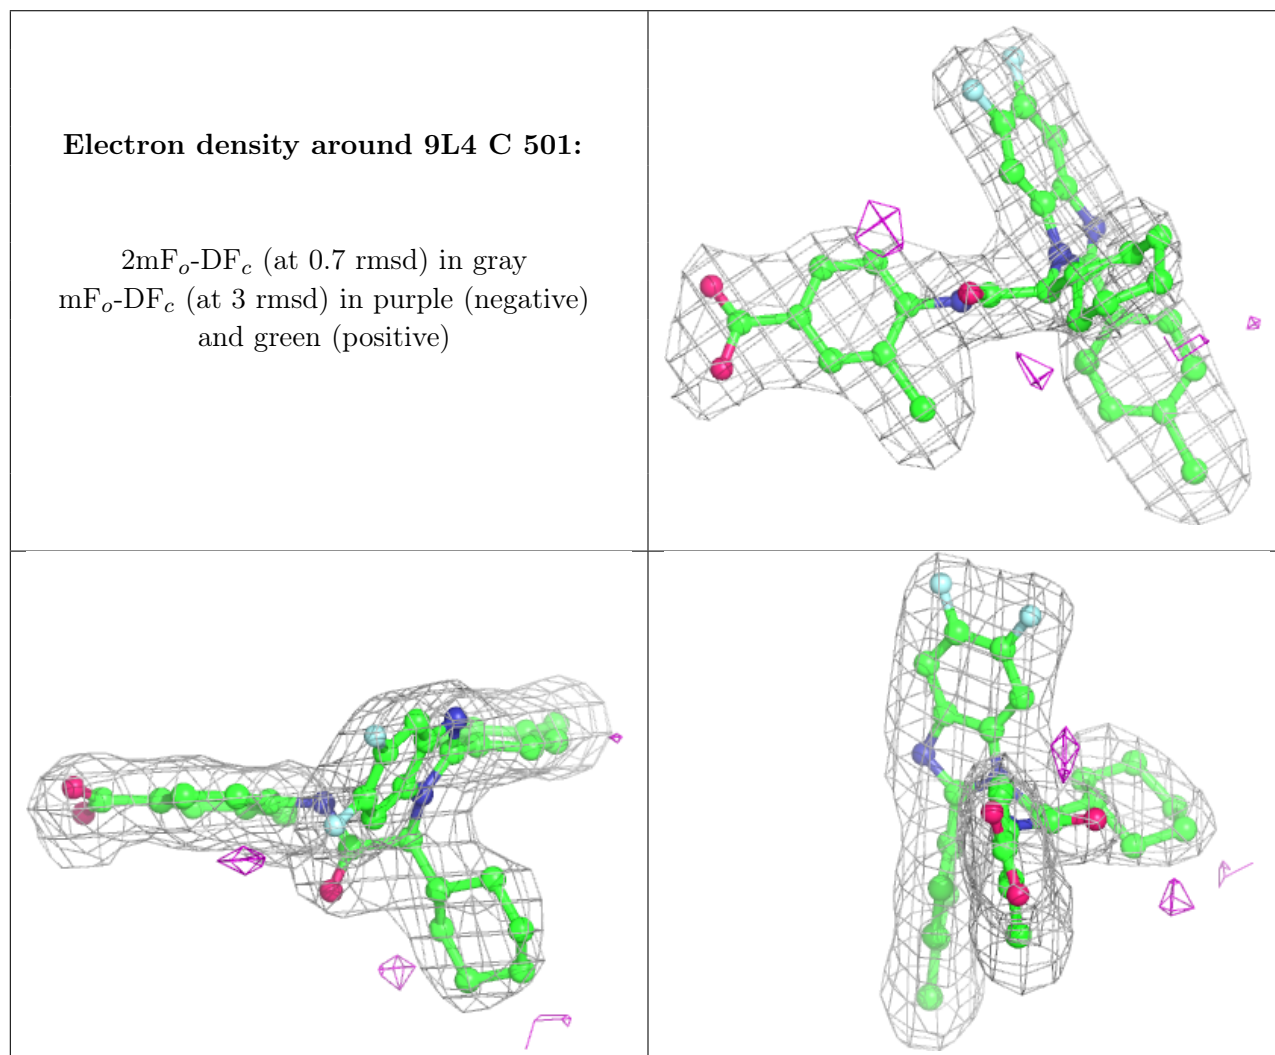 Electron density around 9L4 C 501:
2mFo-DFc (at 0.7 rmsd) in gray
mFo-DFc (at 3 rmsd) in purple (negative)
and green (positive)